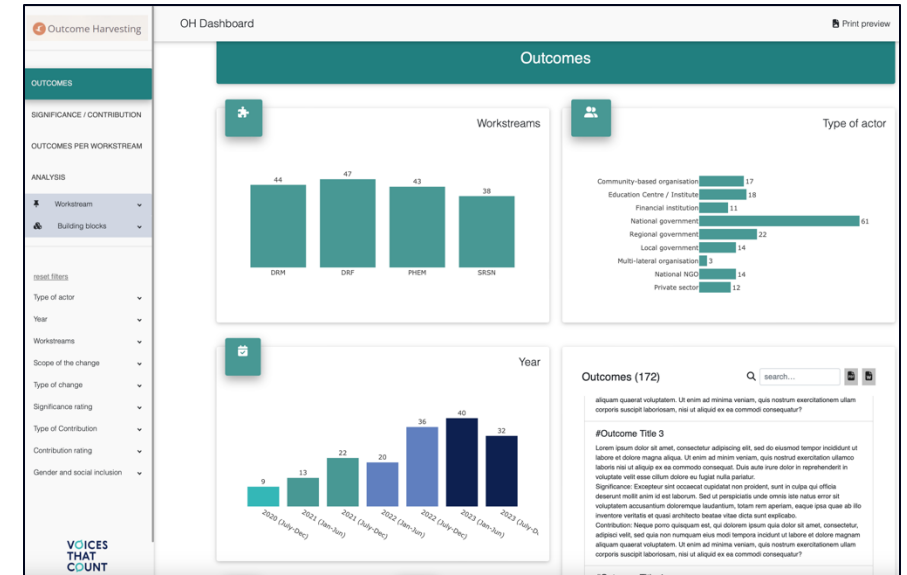 Outcome Harvesting
OH Dashboard
Print preview
OUTCOMES
SIGNIFICANCE / CONTRIBUTION
OUTCOMES PER WORKSTREAM
ANALYSIS
Workstream
Building blocks
reset filters
Type of actor
Year
Workstreams
Scope of the change
Type of change
Significance rating
Type of Contribution
Contribution rating
Gender and social inclusion
VOICES
THAT
COUNT
Outcomes
Workstreams
44
47
43
38
DRM
DRF
PHEM
SRSN
Type of actor
Community-based organisation 17
Education Centre / Institute 18
Financial institution 11
National government 61
Regional government 22
Local government 14
Multi-lateral organisation 3
National NGO 14
Private sector 12
Year
9
13
22
20
36
40
32
2020 (July-Dec)
2021 (Jan-Jun)
2021 (July-Dec)
2022 (Jan-Jun)
2022 (July-Dec)
2023 (Jan-Jun)
2023 (July-D
Outcomes (172)
search...
aliquam quaerat voluptatem. Ut enim ad minima veniam, quis nostrum exercitationem ullam
corporis suscipit laboriosam, nisi ut aliquid ex ea commodi consequatur?
#Outcome Title 3
Lorem ipsum dolor sit amet, consectetur adipiscing elit, sed do eiusmod tempor incididunt ut
labore et dolore magna aliqua. Ut enim ad minim veniam, quis nostrud exercitation ullamco
laboris nisi ut aliquip ex ea commodo consequat. Duis aute irure dolor in reprehenderit in
voluptate velit esse cillum dolore eu fugiat nulla pariatur.
Significance: Excepteur sint occaecat cupidatat non proident, sunt in culpa qui officia
deserunt mollit anim id est laborum. Sed ut perspiciatis unde omnis iste natus error sit
voluptatem accusantium doloremque laudantium, totam rem aperiam, eaque ipsa quae ab illo
inventore veritatis et quasi architecto beatae vitae dicta sunt explicabo.
Contribution: Neque porro quisquam est, qui dolorem ipsum quia dolor sit amet, consectetur,
adipisci velit, sed quia non numquam eius modi tempora incidunt ut labore et dolore magnam
aliquam quaerat voluptatem. Ut enim ad minima veniam, quis nostrum exercitationem ullam
corporis suscipit laboriosam, nisi ut aliquid ex ea commodi consequatur?